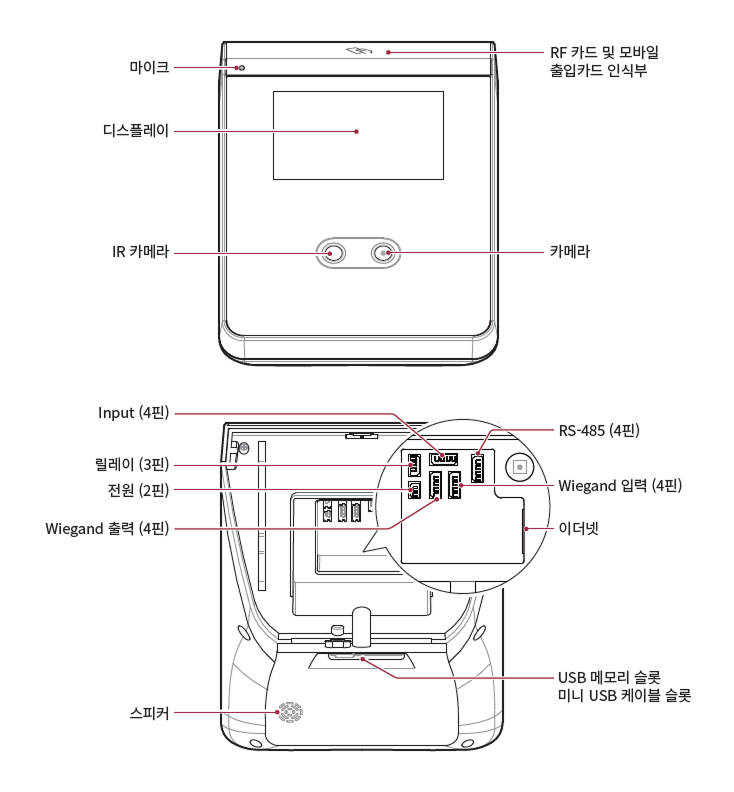 RF 카드 및 모바일
출입카드 인식부
마이크
디스플레이
IR 카메라
카메라
Input (4핀)
RS-485 (4핀)
릴레이 (3핀)
전원 (2핀)
Wiegand 입력 (4핀)
Wiegand 출력 (4핀)
이더넷
USB 메모리 슬롯
미니 USB 케이블 슬롯
스피커